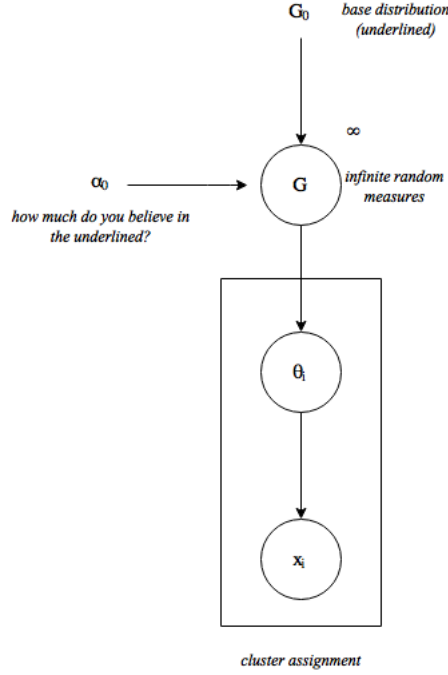 G₀
base distribution
(underlined)
∞
α₀
G
infinite random
measures
how much do you believe in
the underlined?
θᵢ
xᵢ
cluster assignment